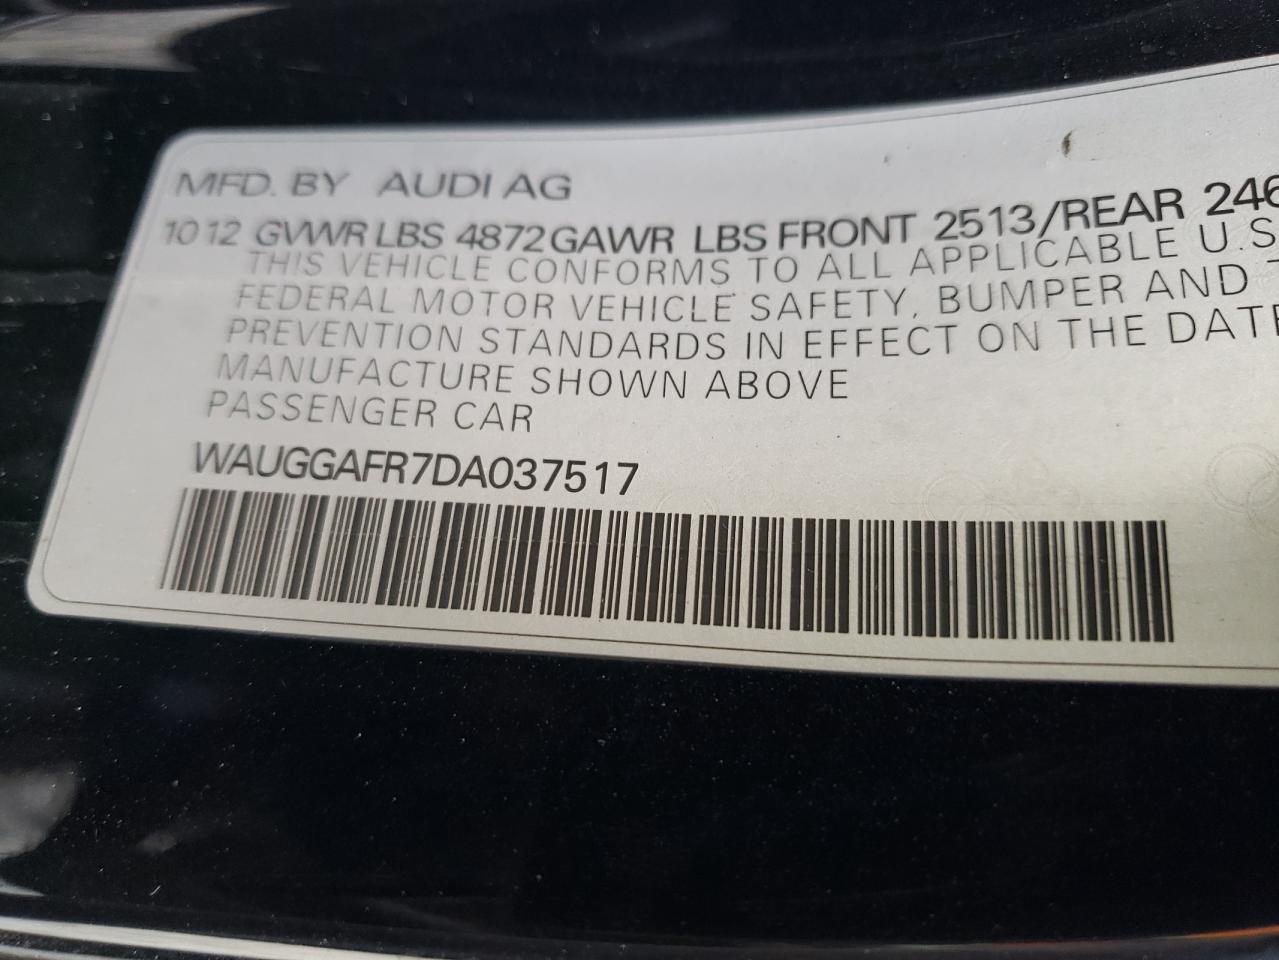 MFD. BY AUDI AG
10 12 GVWR LBS 4872 GAWR LBS FRONT 2513/REAR 246
THIS VEHICLE CONFORMS TO ALL APPLICABLE U.S
FEDERAL MOTOR VEHICLE SAFETY, BUMPER AND
PREVENTION STANDARDS IN EFFECT ON THE DATE
MANUFACTURE SHOWN ABOVE
PASSENGER CAR
WAUGGAFR7DA037517